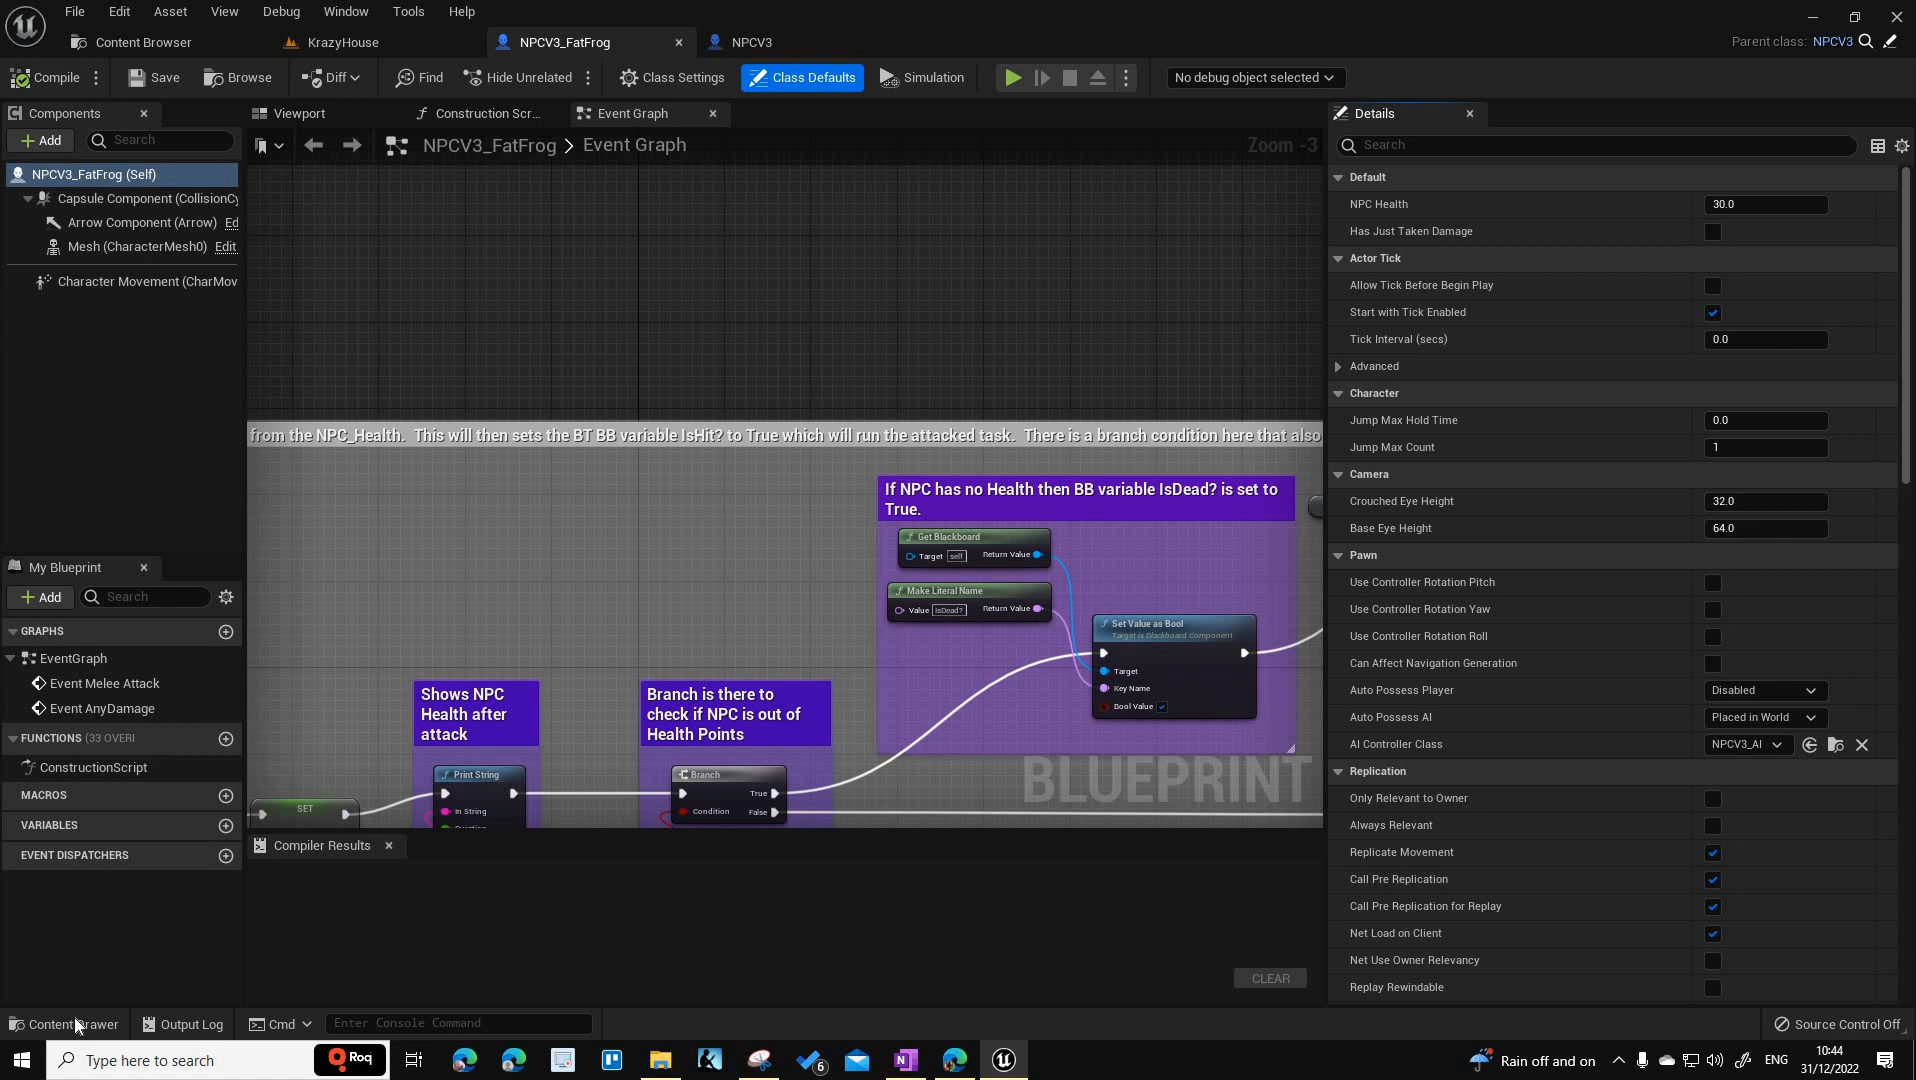 File Edit Asset View Debug Window Tools Help
Content Browser KrazyHouse NPCV3_FatFrog NPCV3
Parent class: NPCV3
Compile Save Browse Diff Find Hide Unrelated Class Settings Class Defaults Simulation No debug object selected
Components
Add Search
NPCV3_FatFrog (Self)
Capsule Component (CollisionCy
Arrow Component (Arrow) Ed
Mesh (CharacterMesh0) Edit
Character Movement (CharMov
My Blueprint
Add Search
GRAPHS
EventGraph
Event Melee Attack
Event AnyDamage
FUNCTIONS (33 OVERI
ConstructionScript
MACROS
VARIABLES
EVENT DISPATCHERS
Viewport Construction Scr... Event Graph
NPCV3_FatFrog > Event Graph Zoom -3
from the NPC_Health. This will then sets the BT BB variable IsHit? to True which will run the attacked task. There is a branch condition here that also
If NPC has no Health then BB variable IsDead? is set to
True.
Get Blackboard
Target self Return Value
Make Literal Name
Value IsDead? Return Value
Set Value as Bool
Target is Blackboard Component
Target
Key Name
Bool Value
Shows NPC
Health after
attack
Print String
In String
Branch is there to
check if NPC is out of
Health Points
Branch
True
Condition False
SET
BLUEPRINT
Compiler Results
CLEAR
Details
Search
Default
NPC Health 30.0
Has Just Taken Damage
Actor Tick
Allow Tick Before Begin Play
Start with Tick Enabled
Tick Interval (secs) 0.0
Advanced
Character
Jump Max Hold Time 0.0
Jump Max Count 1
Camera
Crouched Eye Height 32.0
Base Eye Height 64.0
Pawn
Use Controller Rotation Pitch
Use Controller Rotation Yaw
Use Controller Rotation Roll
Can Affect Navigation Generation
Auto Possess Player Disabled
Auto Possess AI Placed in World
AI Controller Class NPCV3_AI
Replication
Only Relevant to Owner
Always Relevant
Replicate Movement
Call Pre Replication
Call Pre Replication for Replay
Net Load on Client
Net Use Owner Relevancy
Replay Rewindable
Content Drawer Output Log Cmd Enter Console Command Source Control Off
Type here to search Roq 6 Rain off and on ENG 10:44
31/12/2022